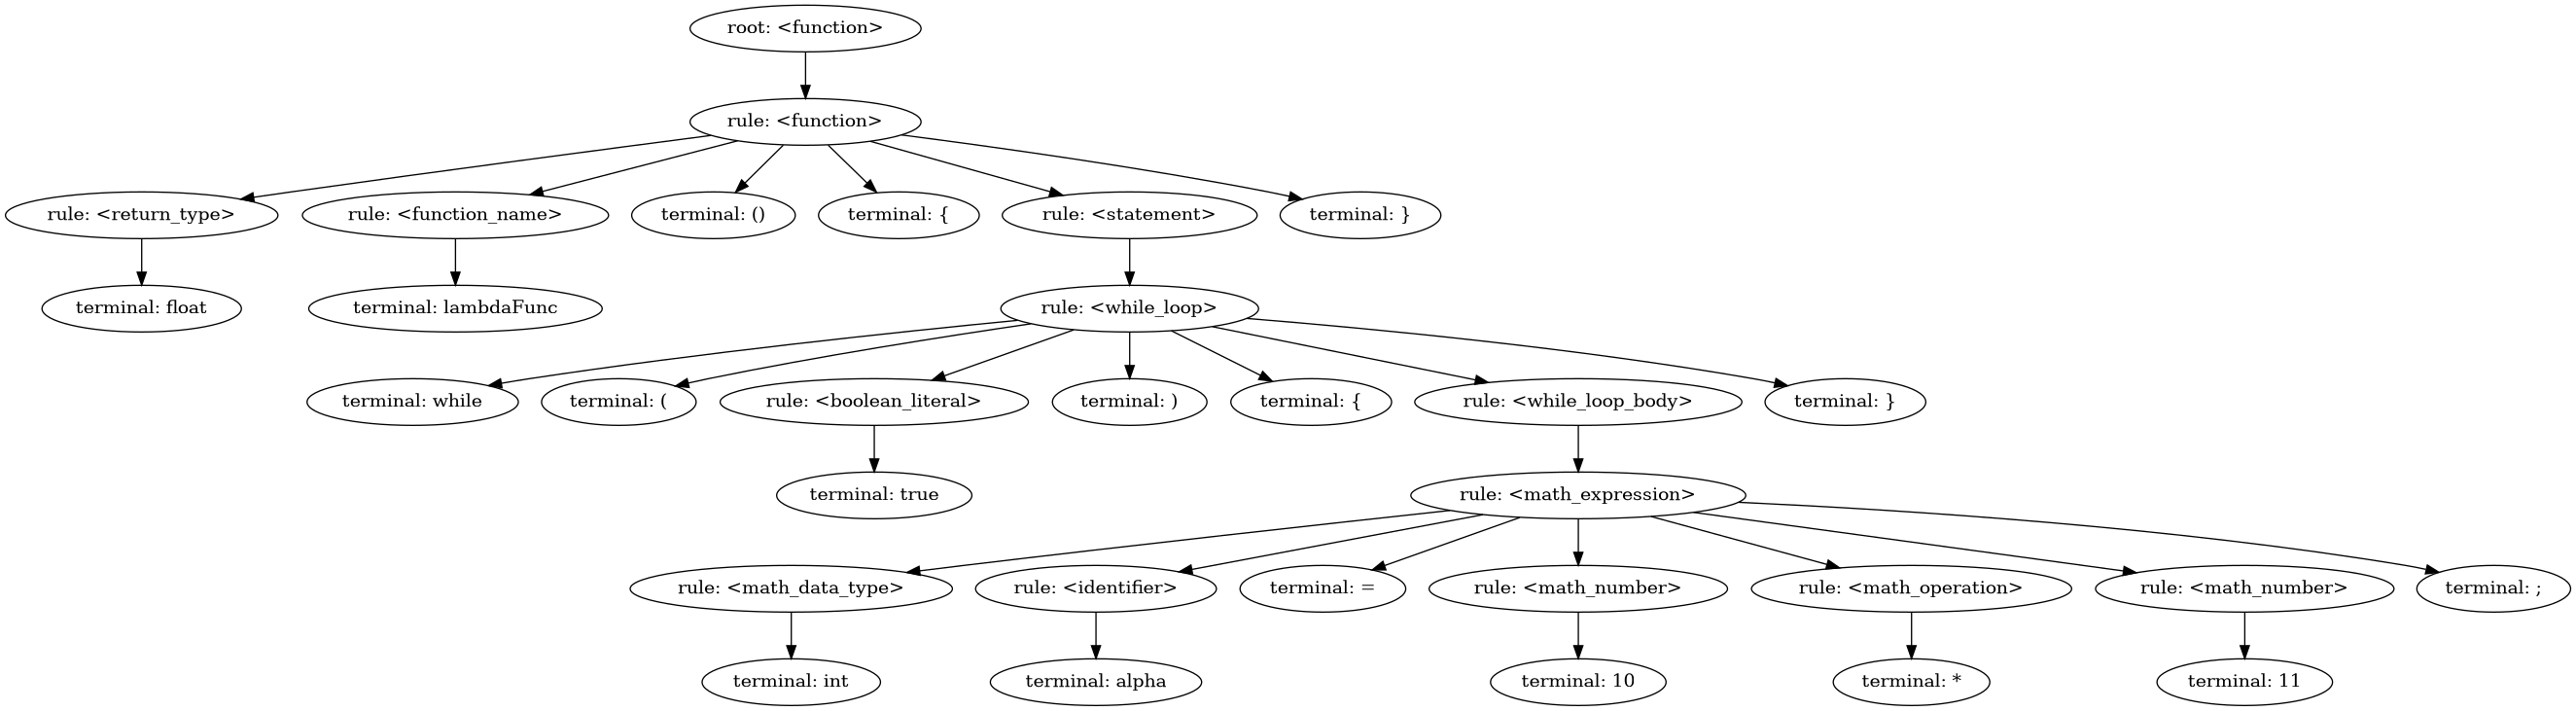 root: <function>
rule: <function>
rule: <return_type>
rule: <function_name>
terminal: ()
terminal: {
rule: <statement>
terminal: }
terminal: float
terminal: lambdaFunc
rule: <while_loop>
terminal: while
terminal: (
rule: <boolean_literal>
terminal: )
terminal: {
rule: <while_loop_body>
terminal: }
terminal: true
rule: <math_expression>
rule: <math_data_type>
rule: <identifier>
terminal: =
rule: <math_number>
rule: <math_operation>
rule: <math_number>
terminal: ;
terminal: int
terminal: alpha
terminal: 10
terminal: *
terminal: 11